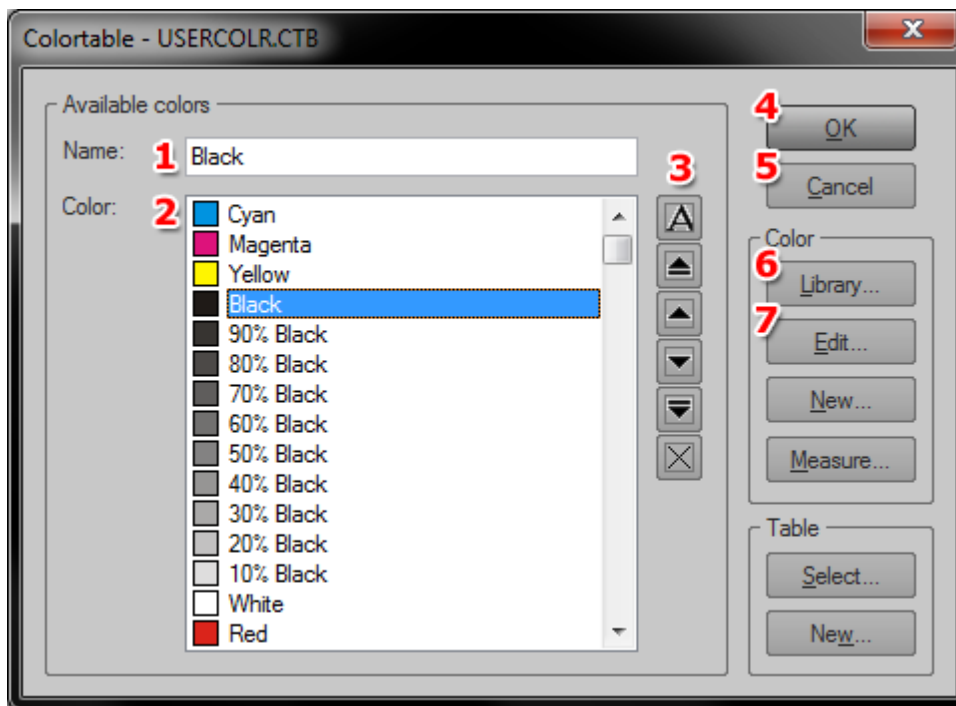 Colortable - USERCOLR.CTB
x
Available colors
Name: 1 Black
Color: 2
3
Cyan
Magenta
Yellow
Black
90% Black
80% Black
70% Black
60% Black
50% Black
40% Black
30% Black
20% Black
10% Black
White
Red
A
4 OK
5 Cancel
Color
6 Library...
7 Edit...
New...
Measure...
Table
Select...
New...